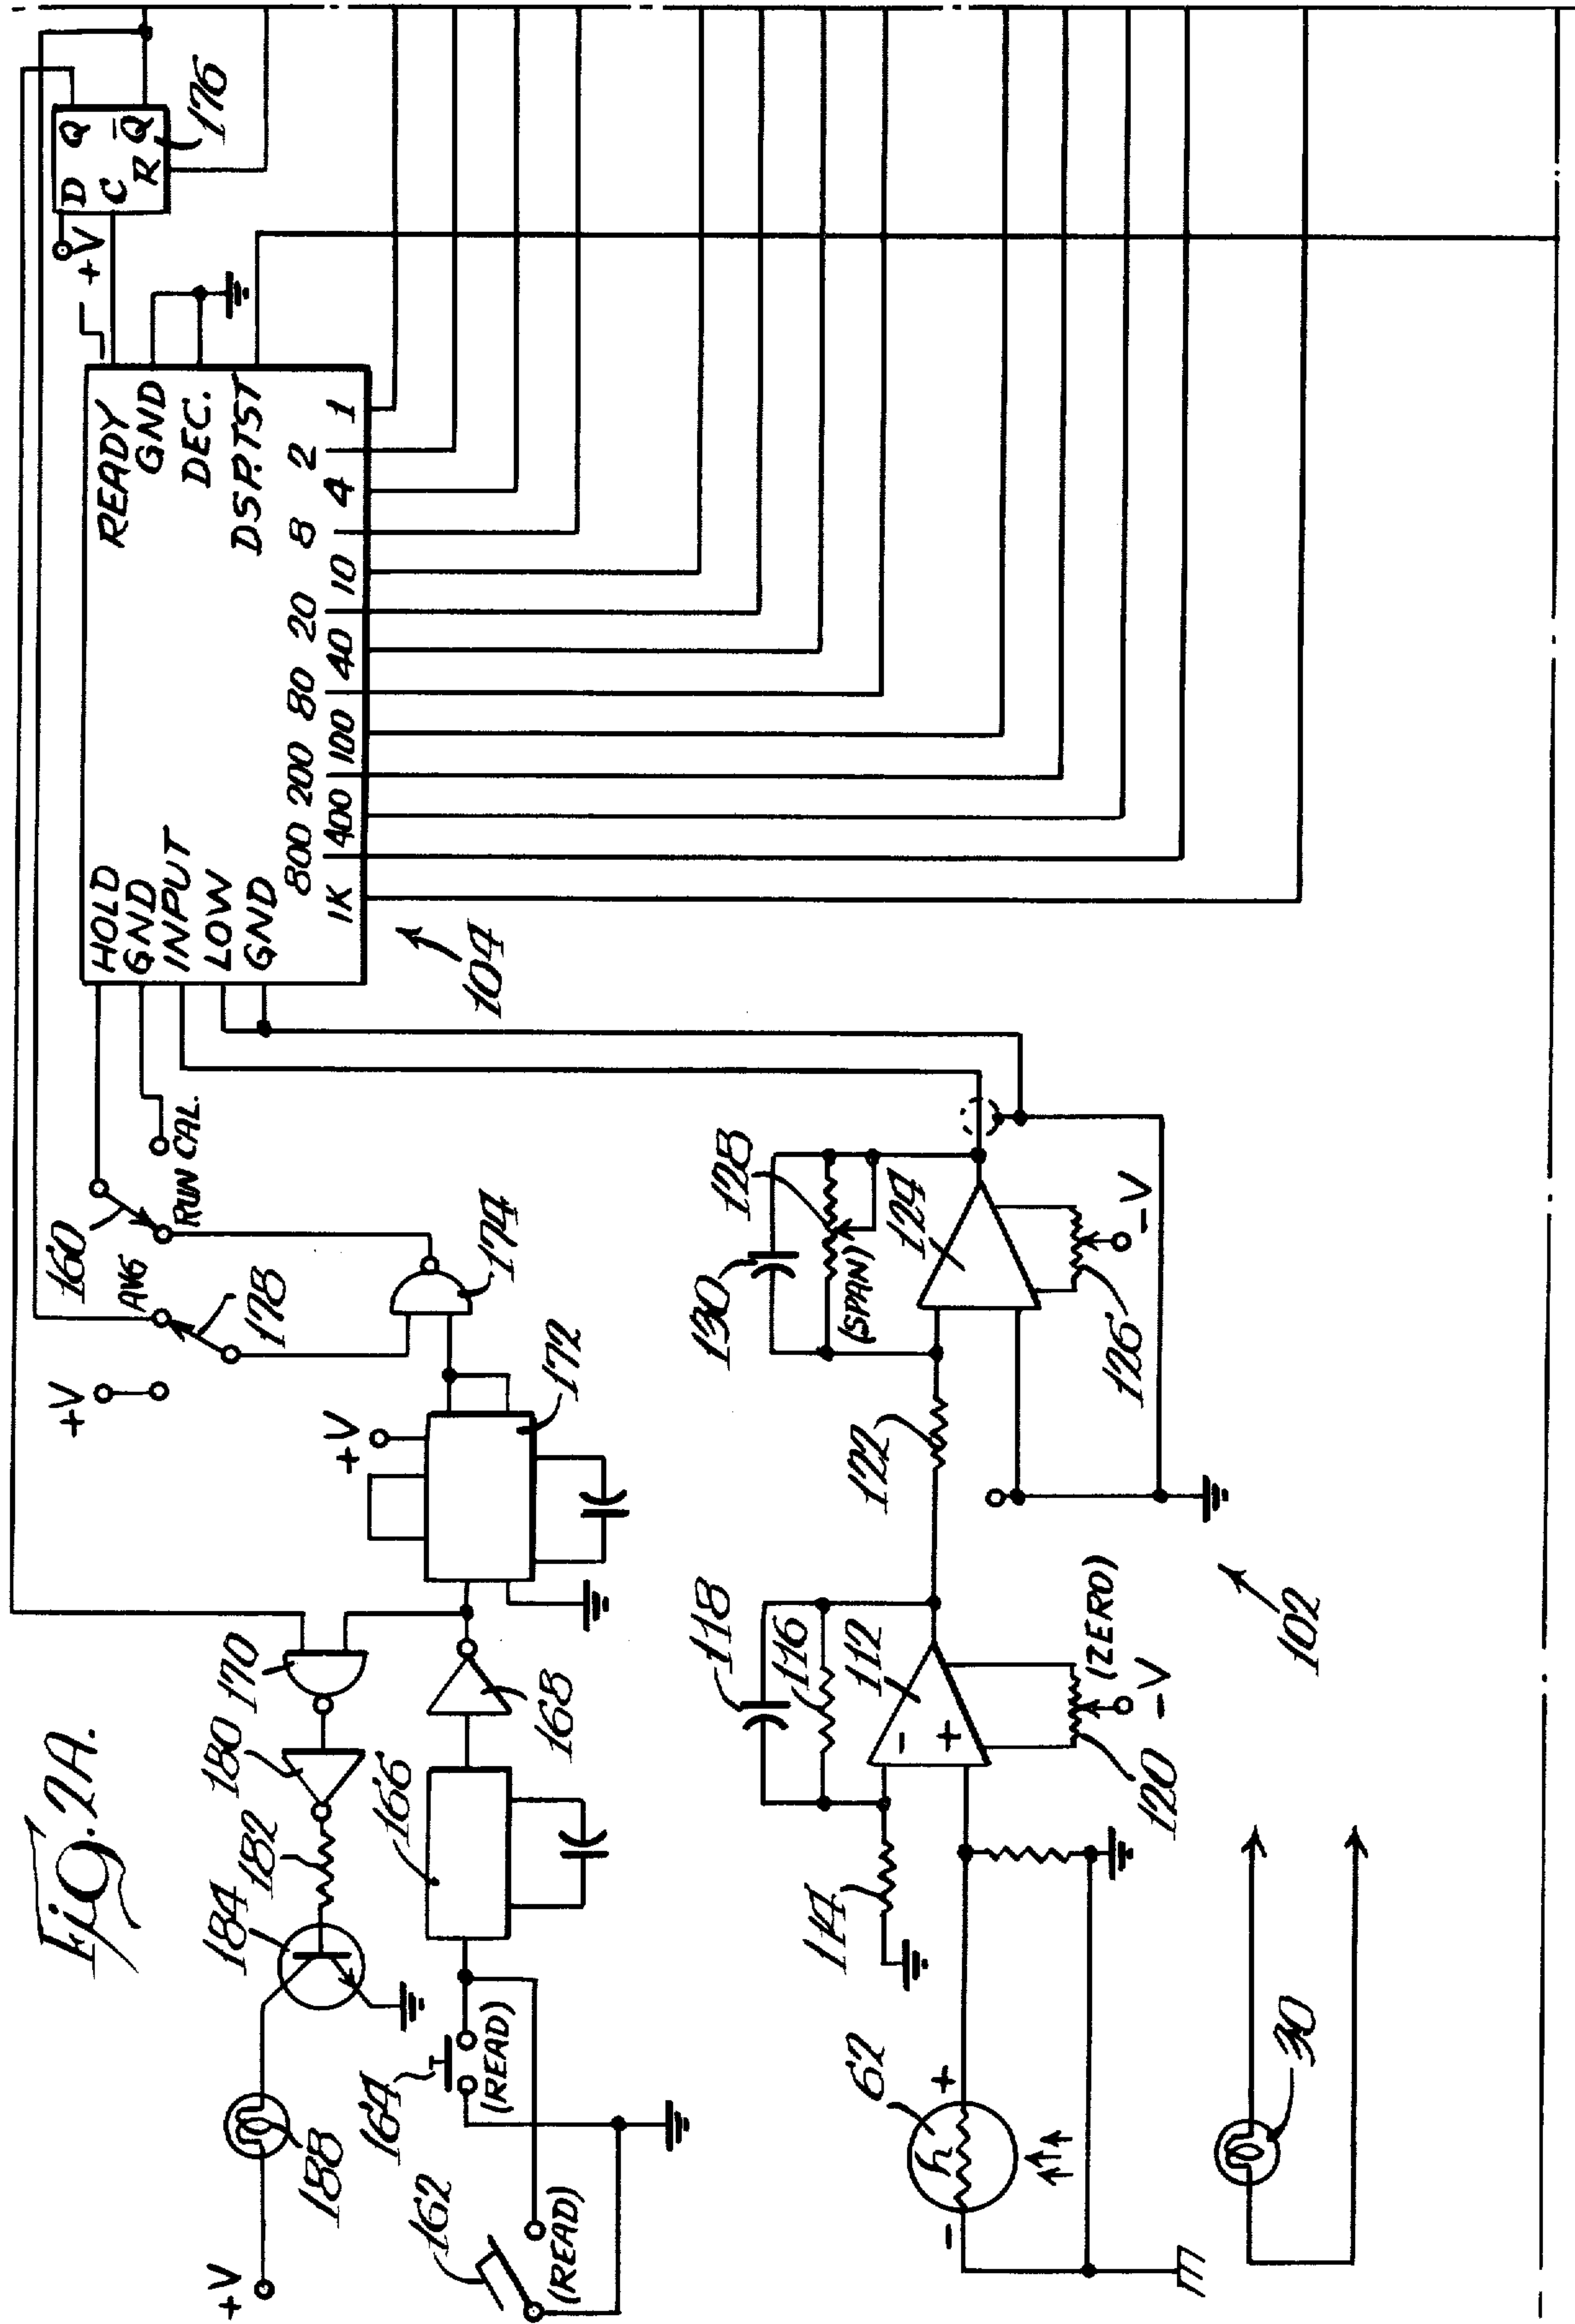 Fig. 7A.
+V
188
184
182
180
170
162
(READ)
164
(READ)
166
168
172
+V
+V
178
AVG
174
160
RUN
CAL.
HOLD
GND
INPUT
LOW
GND
READY
GND
DEC.
DSP.TST
1K
800
400
200
100
80
40
20
10
8
4
2
1
104
+V
D
Q
C
Q̅
R
176
62
h
-
+
114
118
116
112
-
+
120
(ZERO)
-V
122
130
128
(SPAN)
124
126
-V
102
30